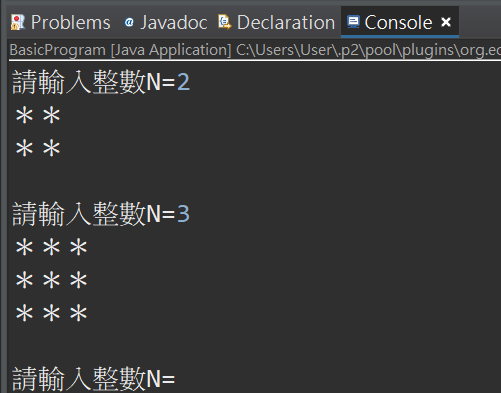 Problems @ Javadoc Declaration Console ×
BasicProgram [Java Application] C:\Users\User\.p2\pool\plugins\org.ec
請輸入整數N=2
＊＊
＊＊
請輸入整數N=3
＊＊＊
＊＊＊
＊＊＊
請輸入整數N=